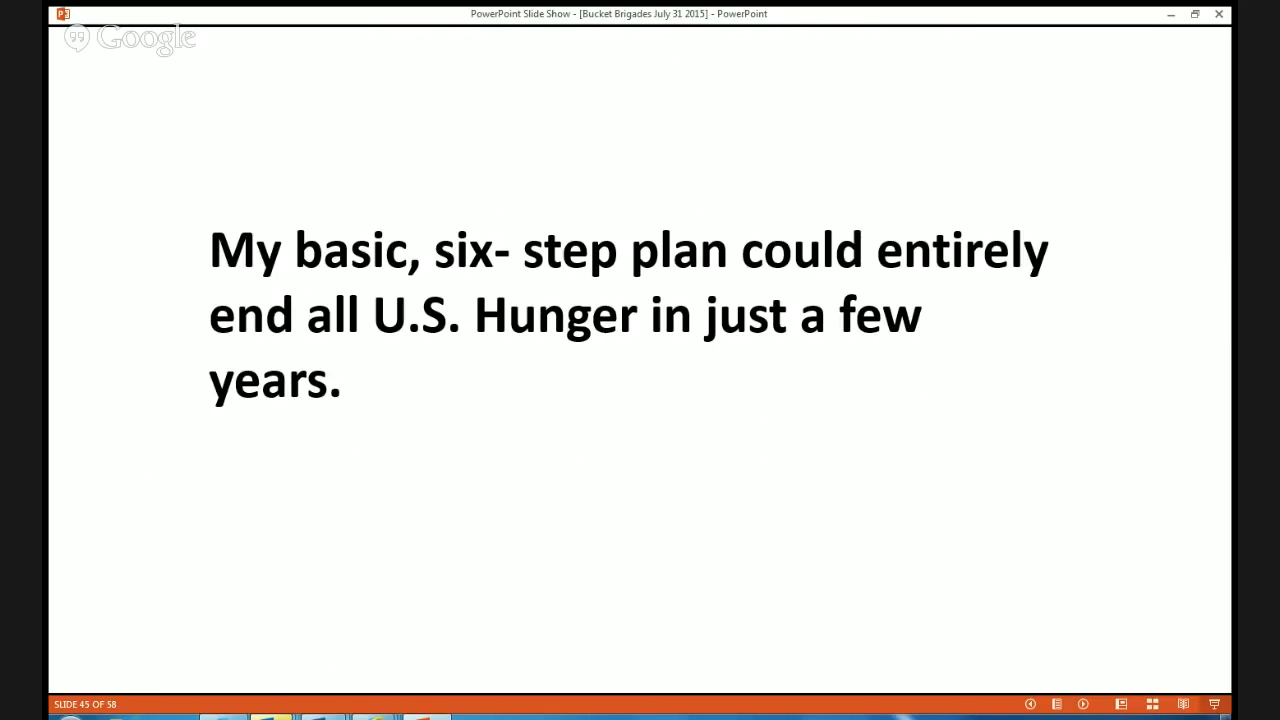 PowerPoint Slide Show - [Bucket Brigades July 31 2015] - PowerPoint
Google
My basic, six- step plan could entirely
end all U.S. Hunger in just a few
years.
SLIDE 45 OF 58